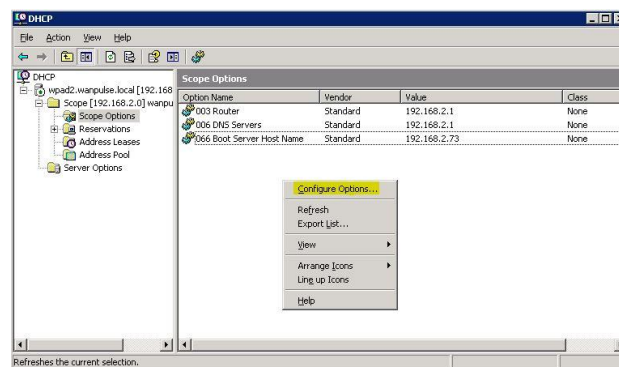 DHCP
File Action View Help
DHCP
wpad2.wanpulse.local [192.168
Scope [192.168.2.0] wanpu
Scope Options
Reservations
Address Leases
Address Pool
Server Options
Scope Options
Option Name Vendor Value Class
003 Router Standard 192.168.2.1 None
006 DNS Servers Standard 192.168.2.1 None
066 Boot Server Host Name Standard 192.168.2.73 None
Configure Options...
Refresh
Export List...
View
Arrange Icons
Line up Icons
Help
Refreshes the current selection.